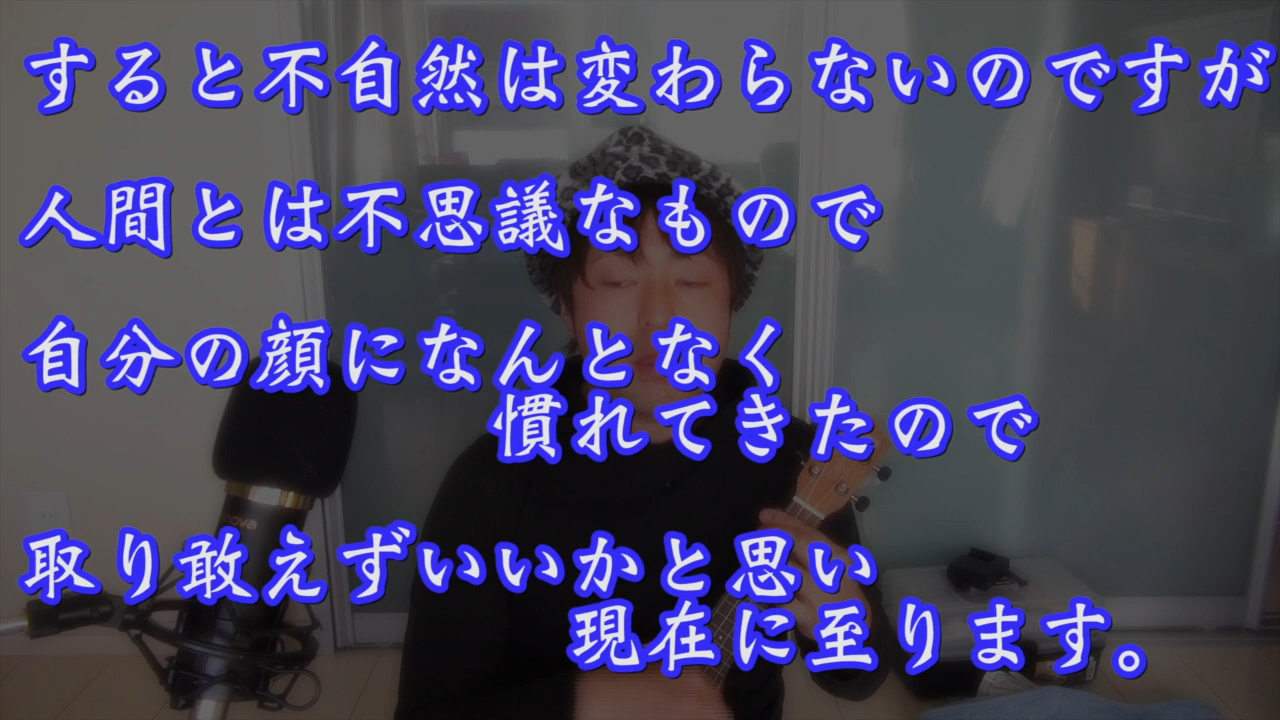 すると不自然は変わらないのですが
人間とは不思議なもので
自分の顔になんとなく
慣れてきたので
取り敢えずいいかと思い
現在に至ります。
nova